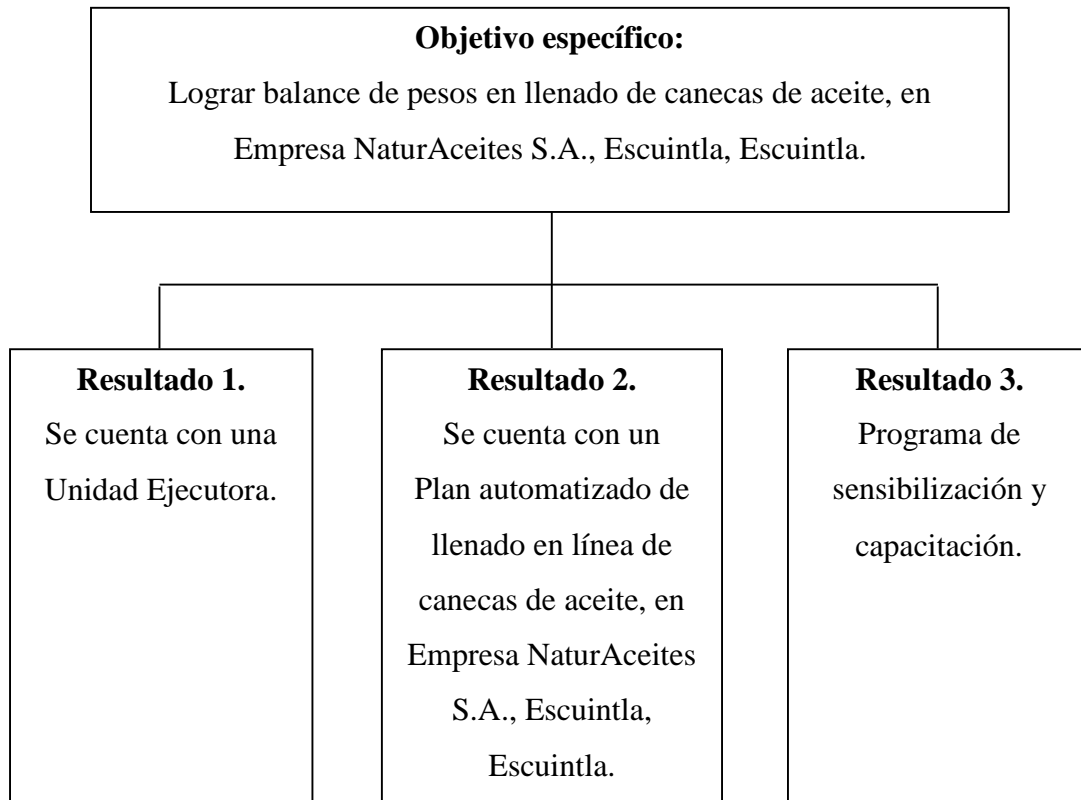 Objetivo específico:
Lograr balance de pesos en llenado de canecas de aceite, en
Empresa NaturAceites S.A., Escuintla, Escuintla.
Resultado 1.
Se cuenta con una
Unidad Ejecutora.
Resultado 2.
Se cuenta con un
Plan automatizado de
llenado en línea de
canecas de aceite, en
Empresa NaturAceites
S.A., Escuintla,
Escuintla.
Resultado 3.
Programa de
sensibilización y
capacitación.